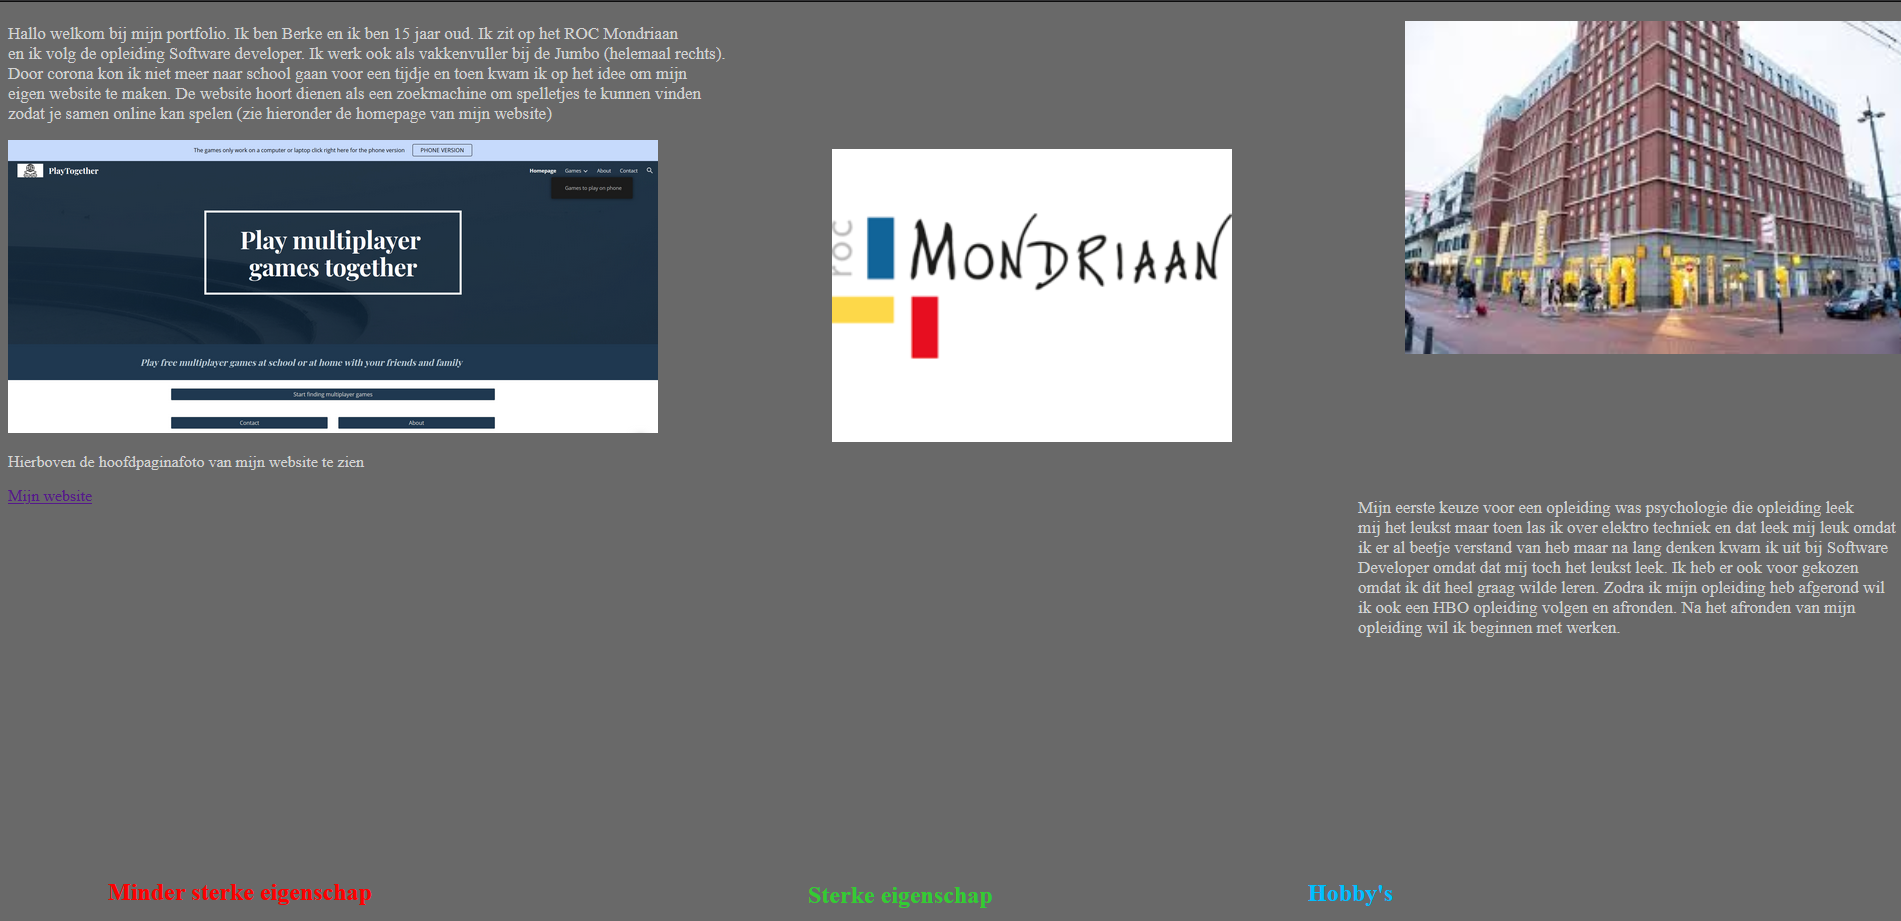 Hallo welkom bij mijn portfolio. Ik ben Berke en ik ben 15 jaar oud. Ik zit op het ROC Mondriaan
en ik volg de opleiding Software developer. Ik werk ook als vakkenvuller bij de Jumbo (helemaal rechts).
Door corona kon ik niet meer naar school gaan voor een tijdje en toen kwam ik op het idee om mijn
eigen website te maken. De website hoort dienen als een zoekmachine om spelletjes te kunnen vinden
zodat je samen online kan spelen (zie hieronder de homepage van mijn website)
The games only work on a computer or laptop click right here for the phone version PHONE VERSION
PlayTogether Homepage Games About Contact
Games to play on phone
Play multiplayer
games together
Play free multiplayer games at school or at home with your friends and family
Start finding multiplayer games
Contact About
roc MONDRIAAN
Hierboven de hoofdpaginafoto van mijn website te zien
Mijn website
Mijn eerste keuze voor een opleiding was psychologie die opleiding leek
mij het leukst maar toen las ik over elektro techniek en dat leek mij leuk omdat
ik er al beetje verstand van heb maar na lang denken kwam ik uit bij Software
Developer omdat dat mij toch het leukst leek. Ik heb er ook voor gekozen
omdat ik dit heel graag wilde leren. Zodra ik mijn opleiding heb afgerond wil
ik ook een HBO opleiding volgen en afronden. Na het afronden van mijn
opleiding wil ik beginnen met werken.
Minder sterke eigenschap
Sterke eigenschap
Hobby's